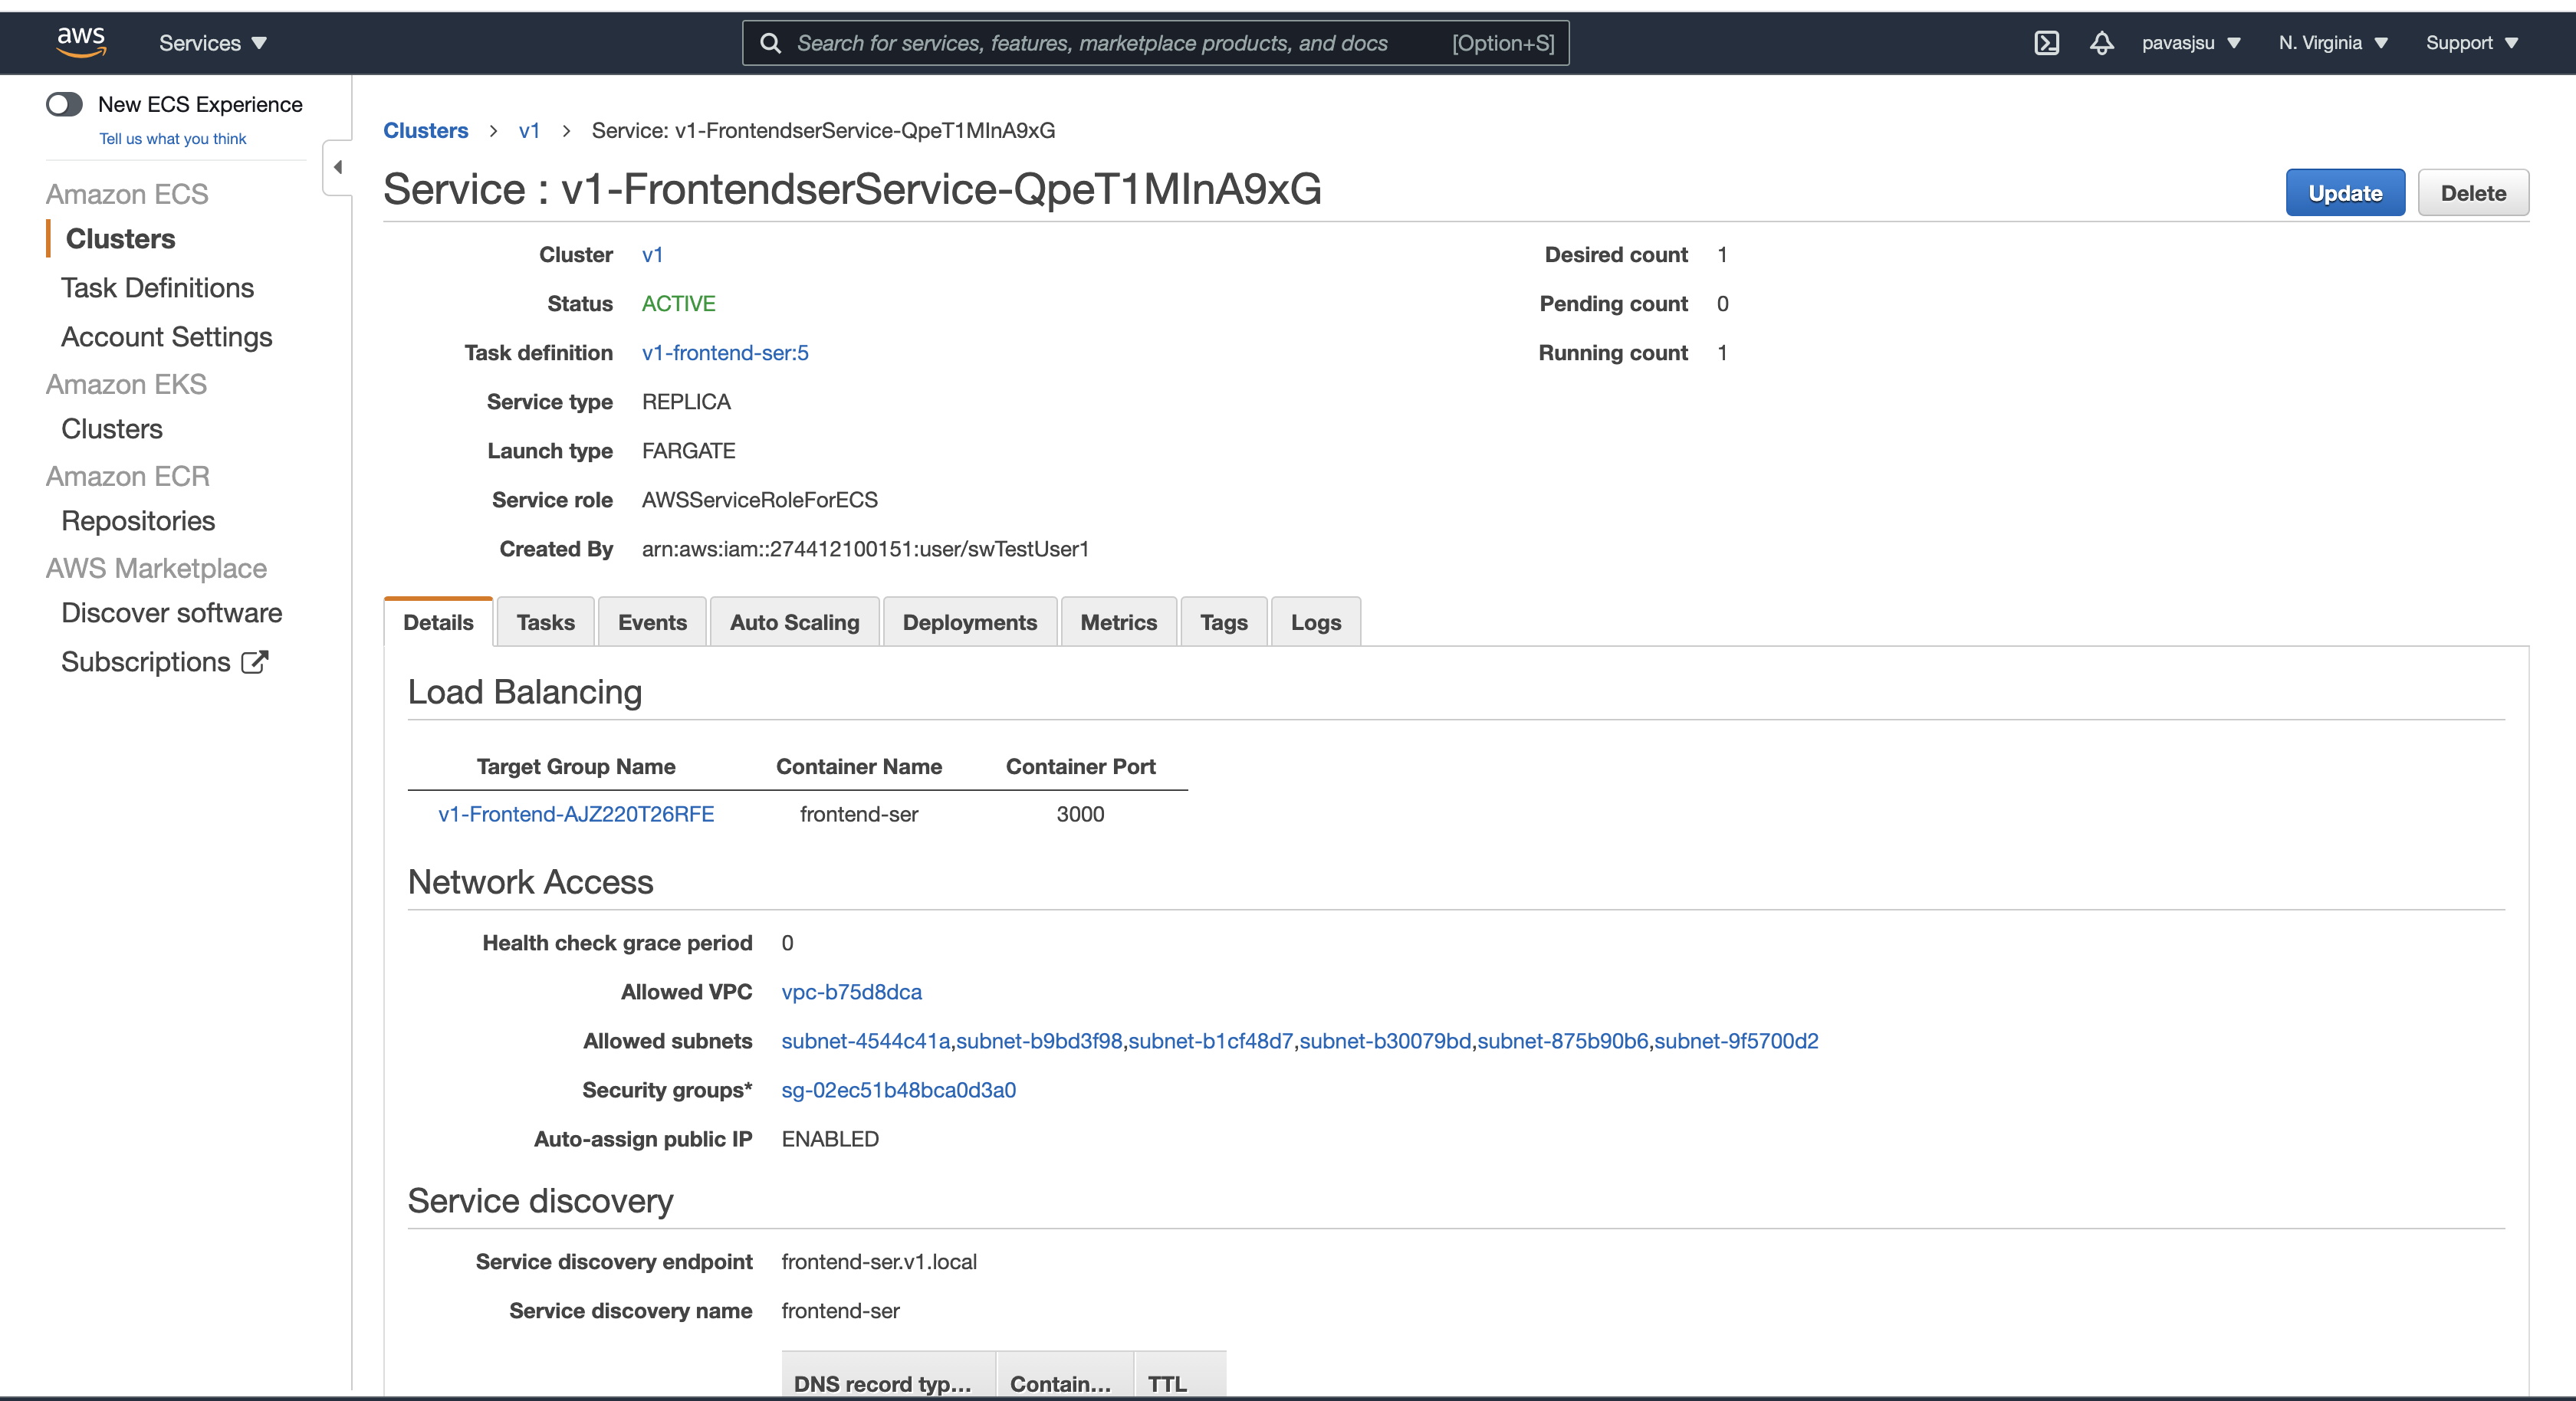 aws Services Search for services, features, marketplace products, and docs [Option+S] pavasjsu N. Virginia Support
New ECS Experience
Tell us what you think
Amazon ECS
Clusters
Task Definitions
Account Settings
Amazon EKS
Clusters
Amazon ECR
Repositories
AWS Marketplace
Discover software
Subscriptions
Clusters > v1 > Service: v1-FrontendserService-QpeT1MInA9xG
Service : v1-FrontendserService-QpeT1MInA9xG
Update Delete
Cluster v1
Status ACTIVE
Task definition v1-frontend-ser:5
Service type REPLICA
Launch type FARGATE
Service role AWSServiceRoleForECS
Created By arn:aws:iam::274412100151:user/swTestUser1
Desired count 1
Pending count 0
Running count 1
Details Tasks Events Auto Scaling Deployments Metrics Tags Logs
Load Balancing
Target Group Name Container Name Container Port
v1-Frontend-AJZ220T26RFE frontend-ser 3000
Network Access
Health check grace period 0
Allowed VPC vpc-b75d8dca
Allowed subnets subnet-4544c41a,subnet-b9bd3f98,subnet-b1cf48d7,subnet-b30079bd,subnet-875b90b6,subnet-9f5700d2
Security groups* sg-02ec51b48bca0d3a0
Auto-assign public IP ENABLED
Service discovery
Service discovery endpoint frontend-ser.v1.local
Service discovery name frontend-ser
DNS record typ... Contain... TTL